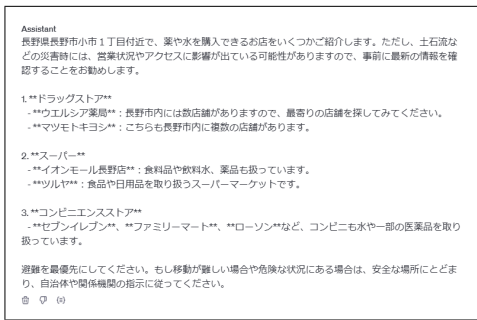 Assistant
長野県長野市小市１丁目付近で、薬や水を購入できるお店をいくつかご紹介します。ただし、土石流な
どの災害時には、営業状況やアクセスに影響が出ている可能性がありますので、事前に最新の情報を確
認することをお勧めします。
1. **ドラッグストア**
- **ウエルシア薬局**：長野市内には数店舗がありますので、最寄りの店舗を探してみてください。
- **マツモトキヨシ**：こちらも長野市内に複数の店舗があります。
2. **スーパー**
- **イオンモール長野店**：食料品や飲料水、薬品も扱っています。
- **ツルヤ**：食品や日用品を取り扱うスーパーマーケットです。
3. **コンビニエンスストア**
- **セブンイレブン**、**ファミリーマート**、**ローソン**など、コンビニも水や一部の医薬品を取り
扱っています。
避難を最優先にしてください。もし移動が難しい場合や危険な状況にある場合は、安全な場所にとどま
り、自治体や関係機関の指示に従ってください。